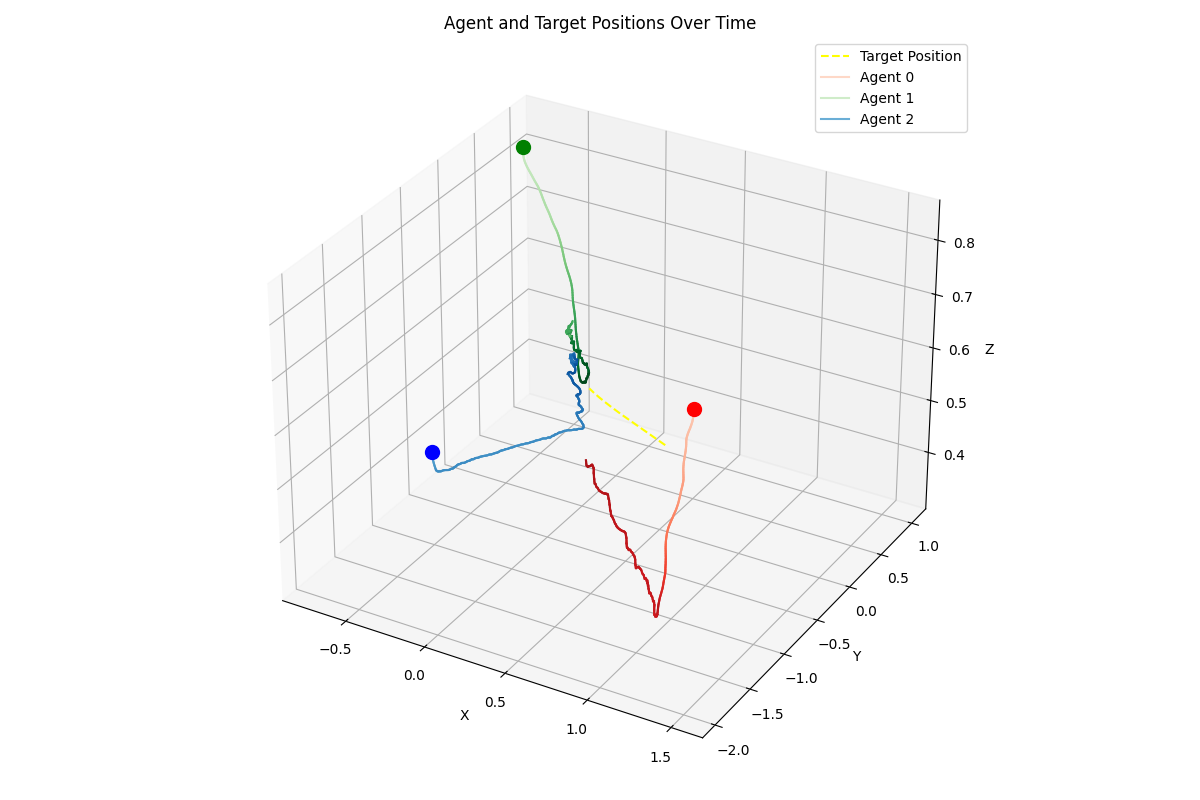 Agent and Target Positions Over Time
Target Position
Agent 0
Agent 1
Agent 2
0.8
0.7
0.6
Z
0.5
0.4
1.0
0.5
0.0
−0.5
Y
−1.0
−1.5
−2.0
−0.5
0.0
0.5
X
1.0
1.5